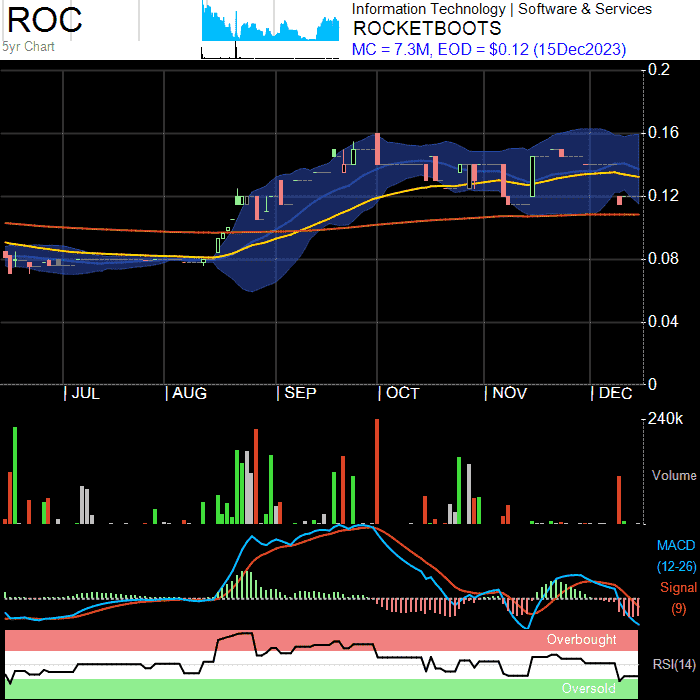 ROC
5yr Chart
Information Technology | Software & Services
ROCKETBOOTS
MC = 7.3M, EOD = $0.12 (15Dec2023)
0.2
0.16
0.12
0.08
0.04
0
| JUL | AUG | SEP | OCT | NOV | DEC
240k
Volume
MACD
(12-26)
Signal
(9)
Overbought
RSI(14)
Oversold